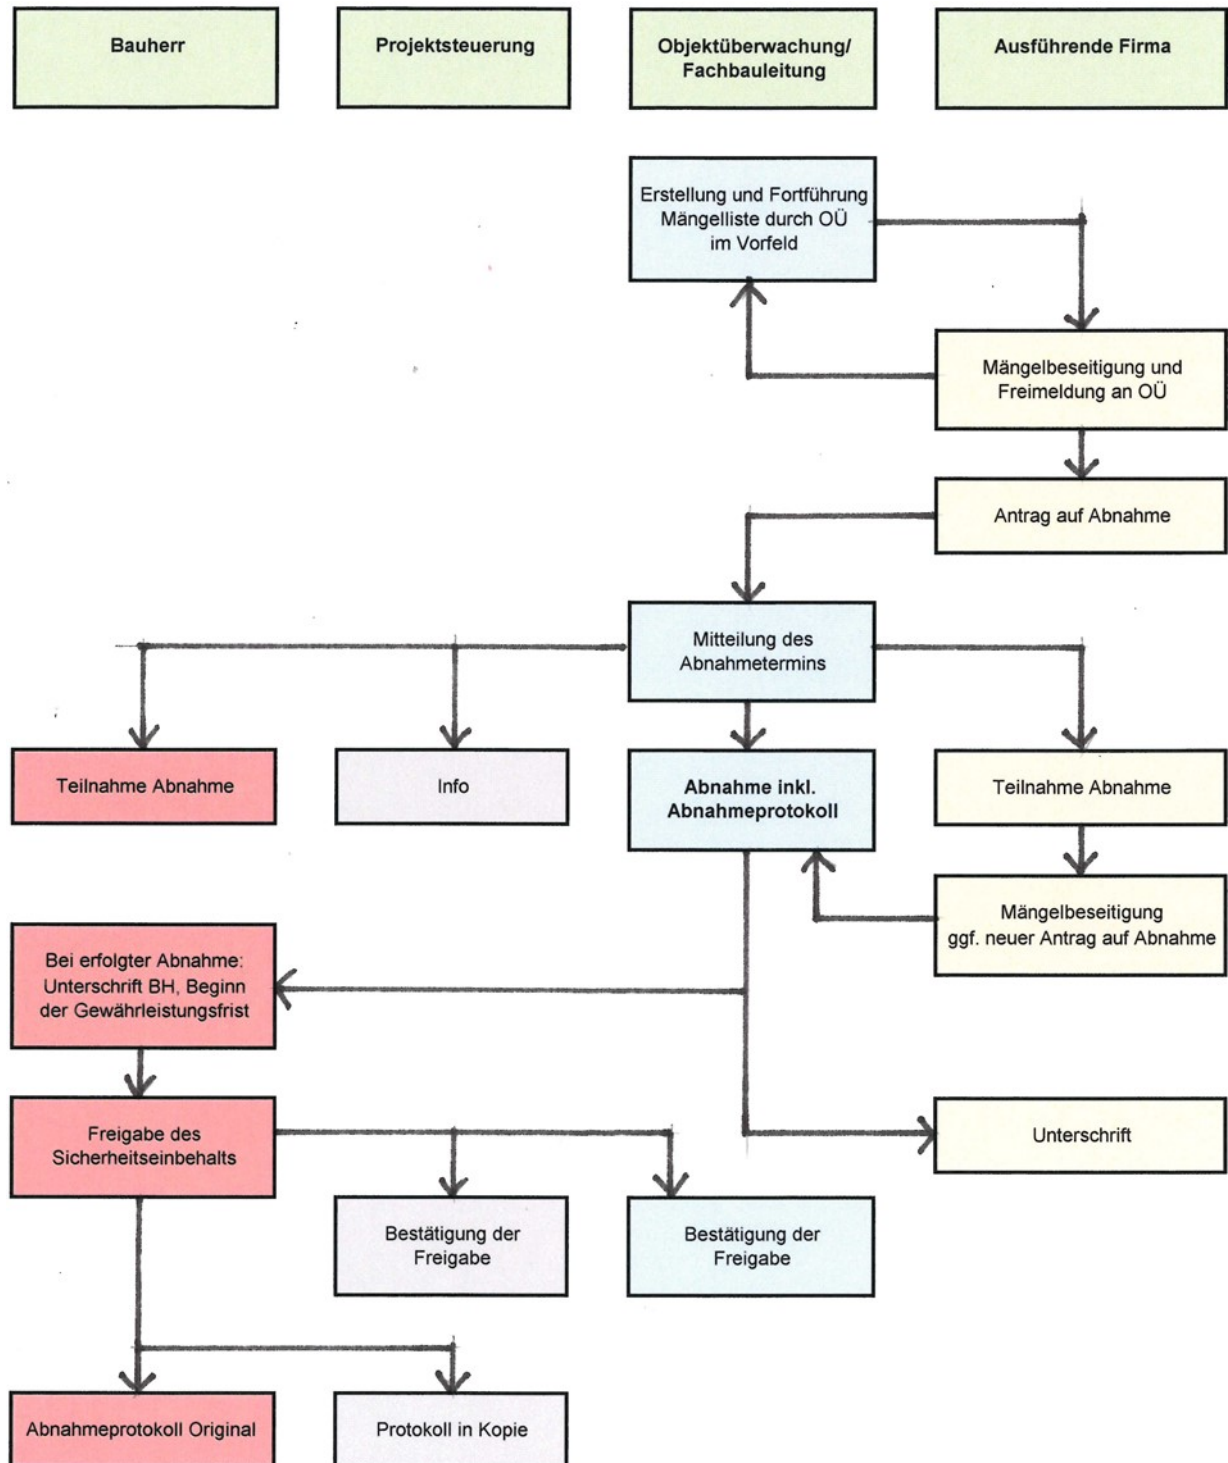 Bauherr
Projektsteuerung
Objektüberwachung/
Fachbauleitung
Ausführende Firma
Erstellung und Fortführung
Mängelliste durch OÜ
im Vorfeld
Mängelbeseitigung und
Freimeldung an OÜ
Antrag auf Abnahme
Mitteilung des
Abnahmetermins
Teilnahme Abnahme
Info
Abnahme inkl.
Abnahmeprotokoll
Teilnahme Abnahme
Mängelbeseitigung
ggf. neuer Antrag auf Abnahme
Bei erfolgter Abnahme:
Unterschrift BH, Beginn
der Gewährleistungsfrist
Freigabe des
Sicherheitseinbehalts
Unterschrift
Bestätigung der
Freigabe
Bestätigung der
Freigabe
Abnahmeprotokoll Original
Protokoll in Kopie